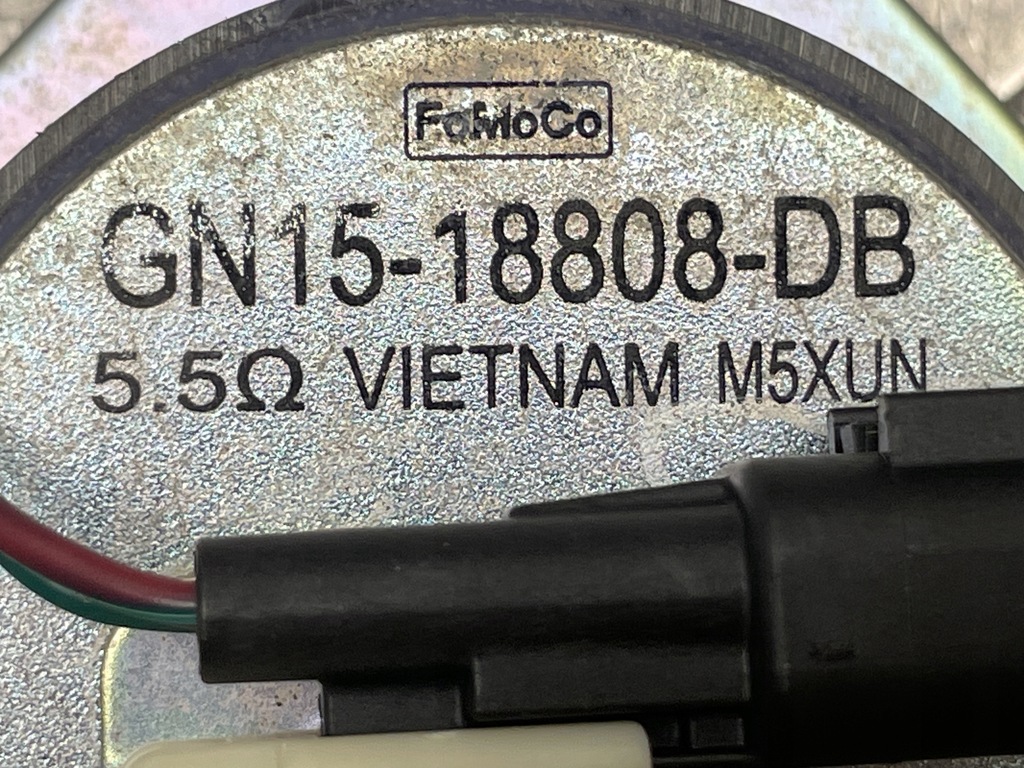 FoMoCo
GN15-18808-DB
5.5Ω VIETNAM M5XUN